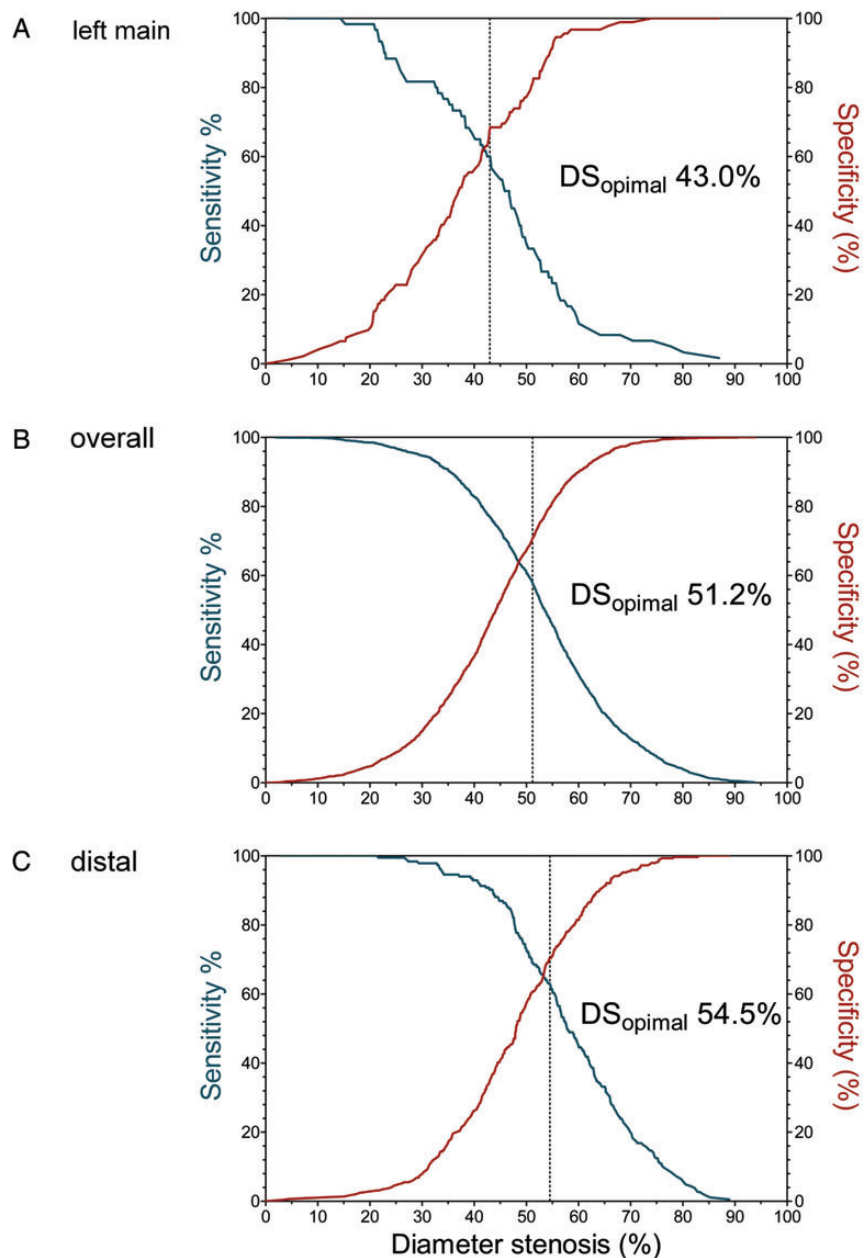 A left main
100
80
60
40
20
0
Sensitivity %
DSopimal 43.0%
100
80
60
40
20
0
Specificity (%)
0 10 20 30 40 50 60 70 80 90 100
B overall
100
80
60
40
20
0
Sensitivity %
DSopimal 51.2%
100
80
60
40
20
0
Specificity (%)
0 10 20 30 40 50 60 70 80 90 100
C distal
100
80
60
40
20
0
Sensitivity %
DSopimal 54.5%
100
80
60
40
20
0
Specificity (%)
0 10 20 30 40 50 60 70 80 90 100
Diameter stenosis (%)